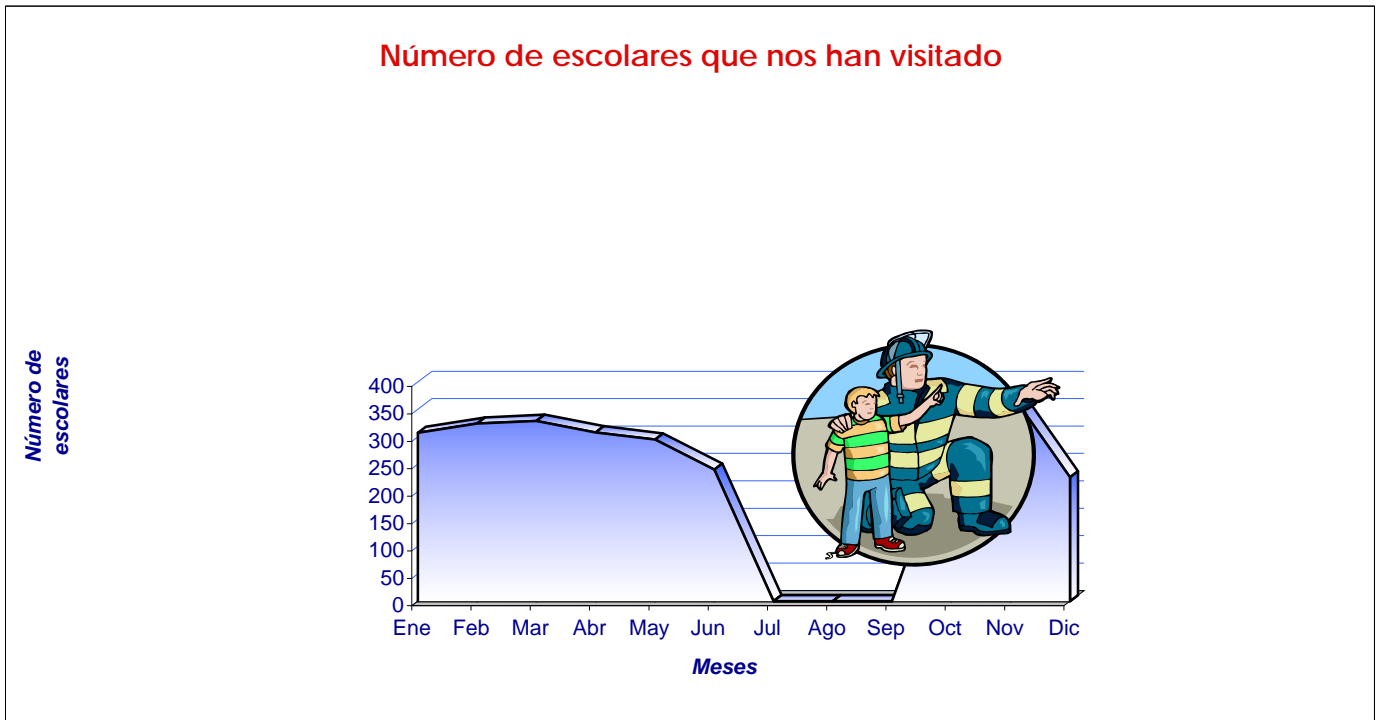 Número de escolares que nos han visitado
Número de
escolares
400
350
300
250
200
150
100
50
0
Ene Feb Mar Abr May Jun Jul Ago Sep Oct Nov Dic
Meses